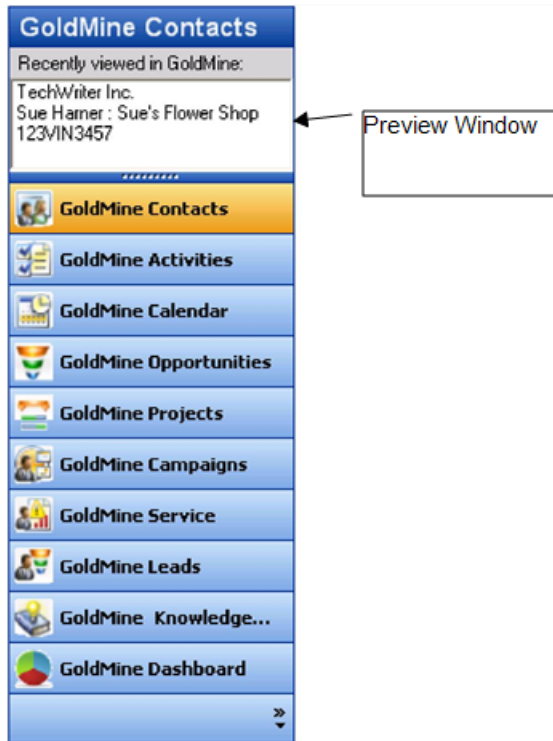 GoldMine Contacts
Recently viewed in GoldMine:
TechWriter Inc.
Sue Harner : Sue's Flower Shop
123VIN3457
Preview Window
GoldMine Contacts
GoldMine Activities
GoldMine Calendar
GoldMine Opportunities
GoldMine Projects
GoldMine Campaigns
GoldMine Service
GoldMine Leads
GoldMine Knowledge...
GoldMine Dashboard